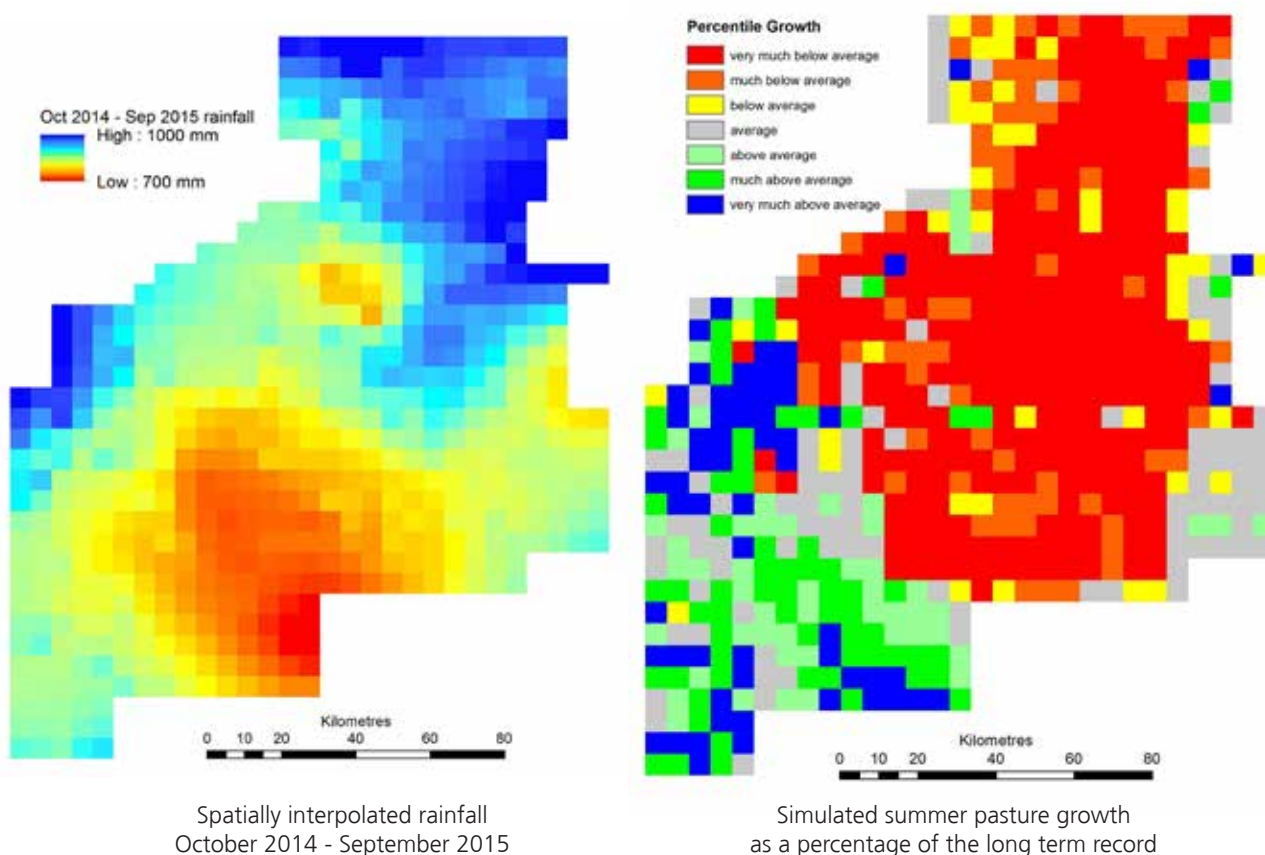 Oct 2014 - Sep 2015 rainfall
High : 1000 mm
Low : 700 mm
Kilometres
0 10 20 40 60 80
Spatially interpolated rainfall
October 2014 - September 2015
Percentile Growth
very much below average
much below average
below average
average
above average
much above average
very much above average
Kilometres
0 10 20 40 60 80
Simulated summer pasture growth
as a percentage of the long term record